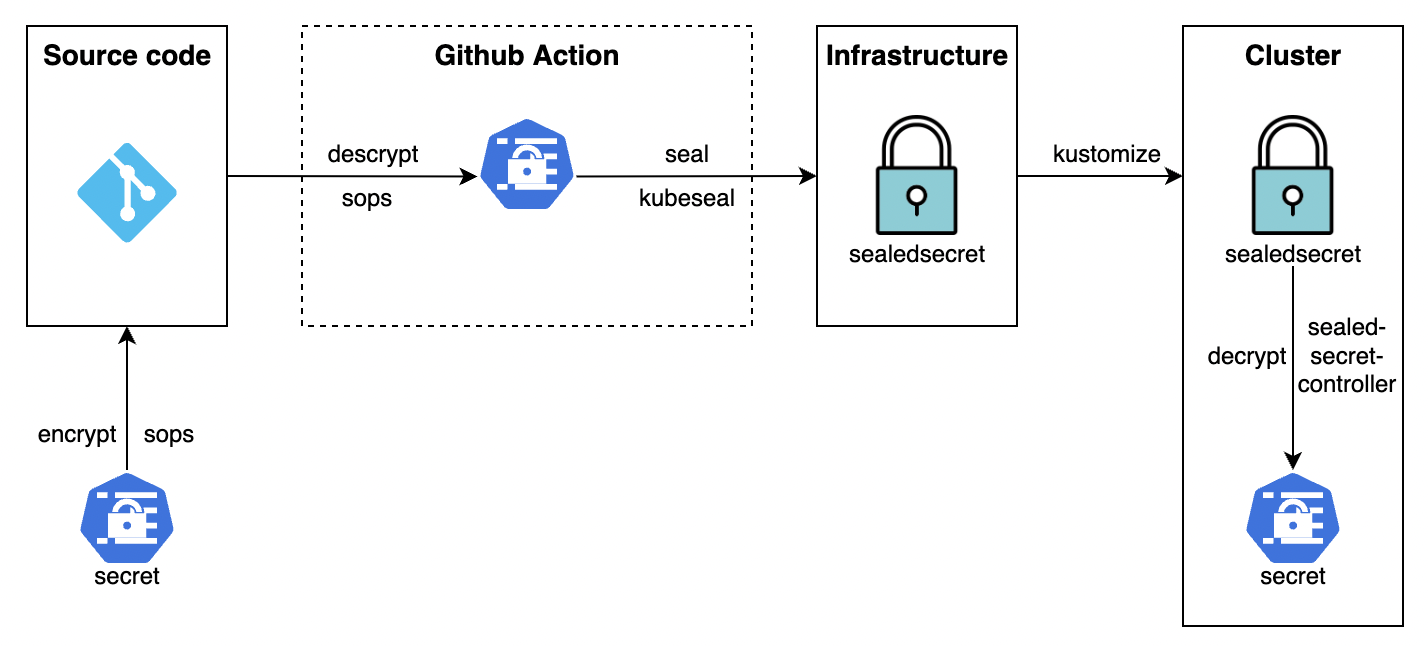 Source code
Github Action
Infrastructure
Cluster
descrypt
sops
seal
kubeseal
kustomize
sealedsecret
sealedsecret
decrypt
sealed-
secret-
controller
encrypt
sops
secret
secret